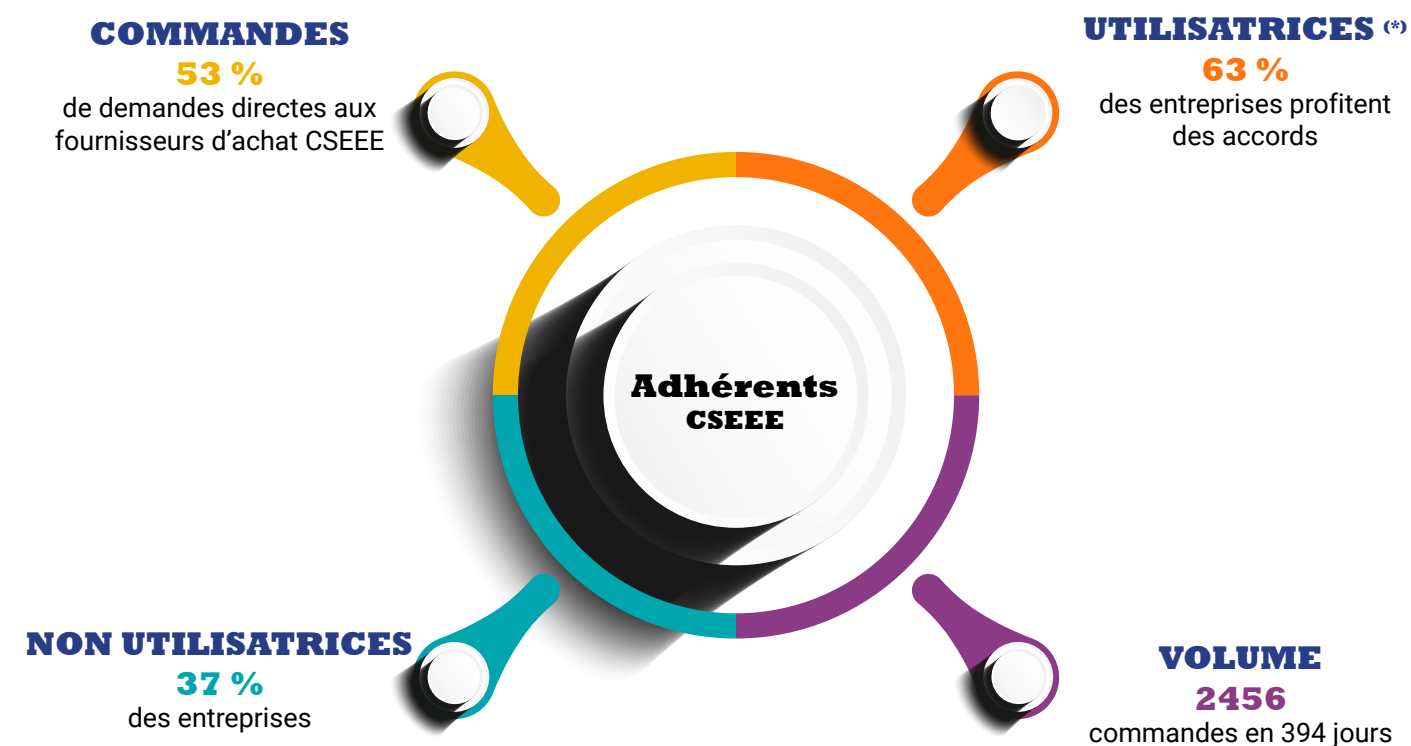 COMMANDES
53 %
de demandes directes aux
fournisseurs d’achat CSEEE
UTILISATRICES (*)
63 %
des entreprises profitent
des accords
Adhérents
CSEEE
NON UTILISATRICES
37 %
des entreprises
VOLUME
2456
commandes en 394 jours